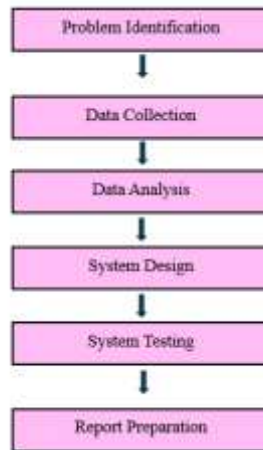 Problem Identification
Data Collection
Data Analysis
System Design
System Testing
Report Preparation